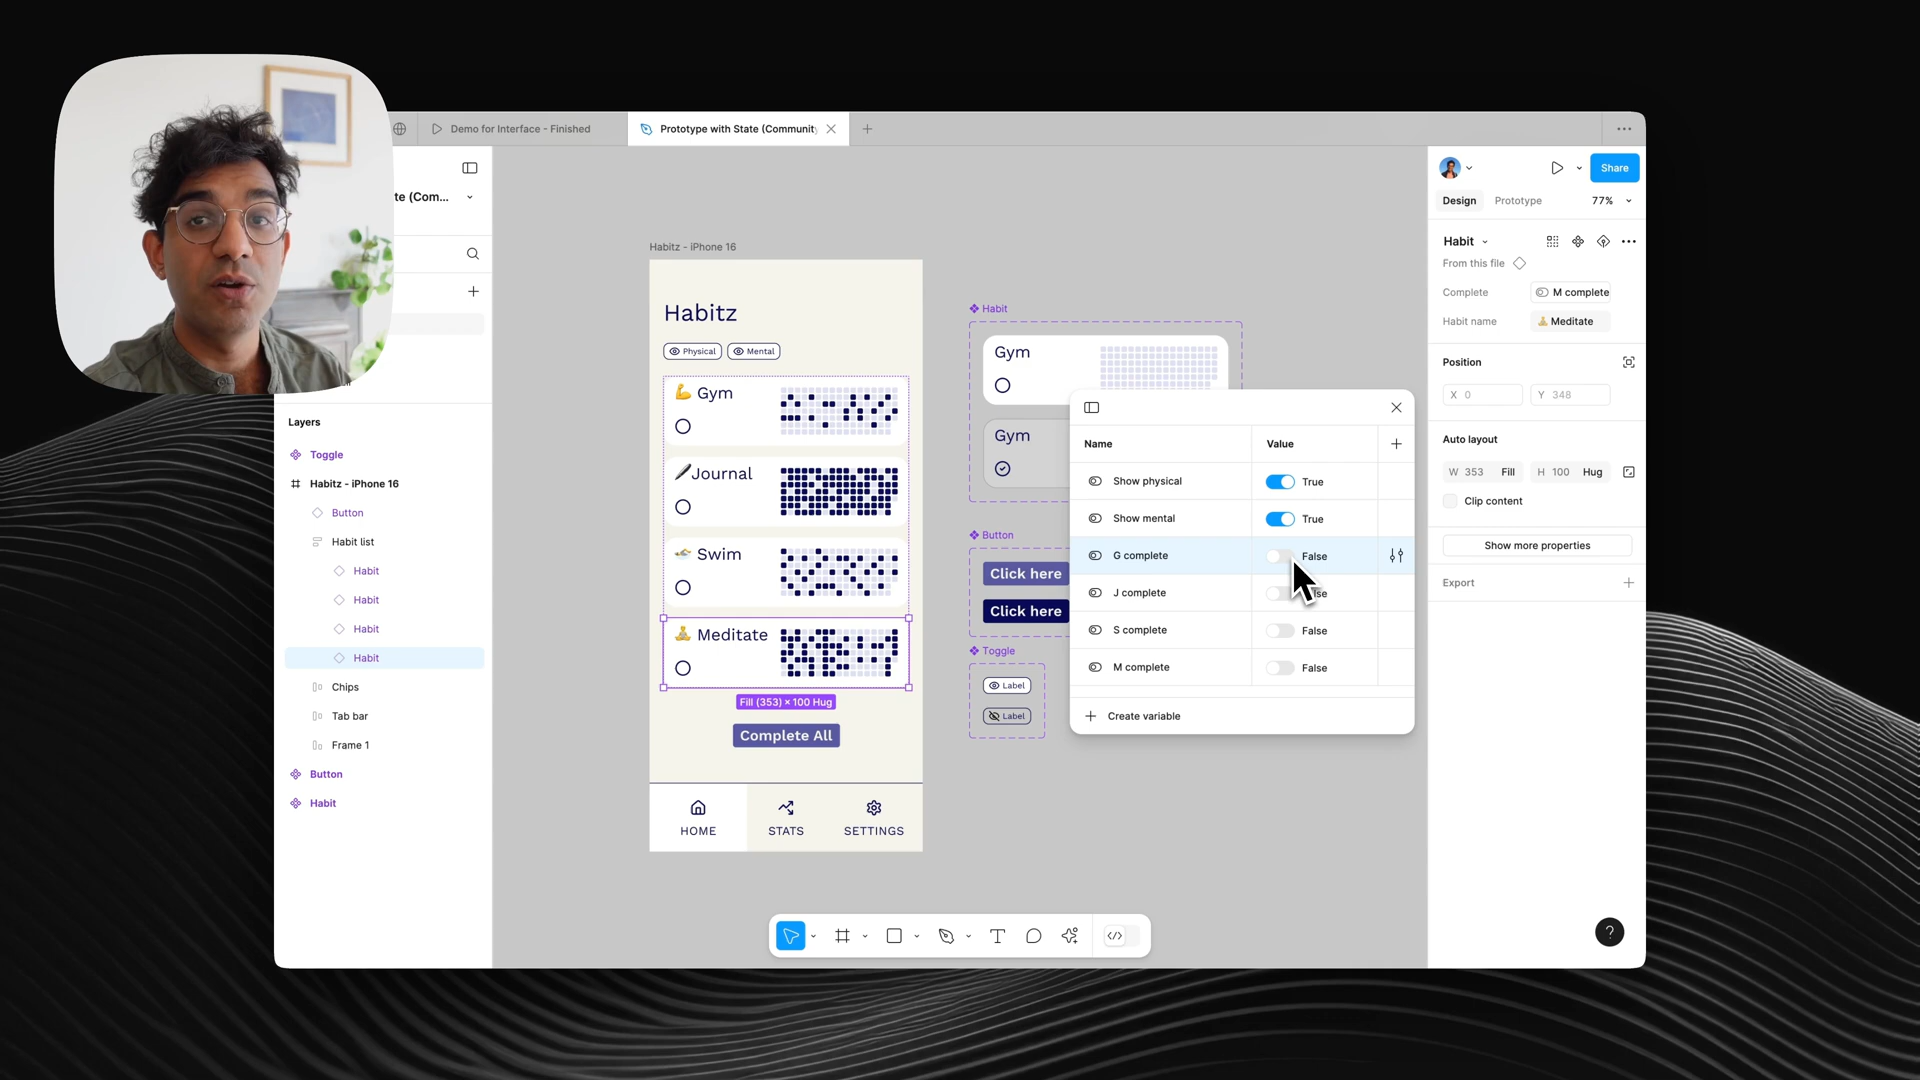 Demo for Interface - Finished
Prototype with State (Communit
te (Com...
Layers
Toggle
Habitz - iPhone 16
Button
Habit list
Habit
Habit
Habit
Habit
Chips
Tab bar
Frame 1
Button
Habit
Habitz - iPhone 16
Habitz
Physical
Mental
Gym
Journal
Swim
Meditate
Fill (353) × 100 Hug
Complete All
HOME
STATS
SETTINGS
Habit
Gym
Gym
Button
Click here
Click here
Toggle
Label
Label
Name
Value
Show physical
True
Show mental
True
G complete
False
J complete
S complete
False
M complete
False
Create variable
Share
Design
Prototype
77%
Habit
From this file
Complete
M complete
Habit name
Meditate
Position
X 0
Y 348
Auto layout
W 353 Fill
H 100 Hug
Clip content
Show more properties
Export
?